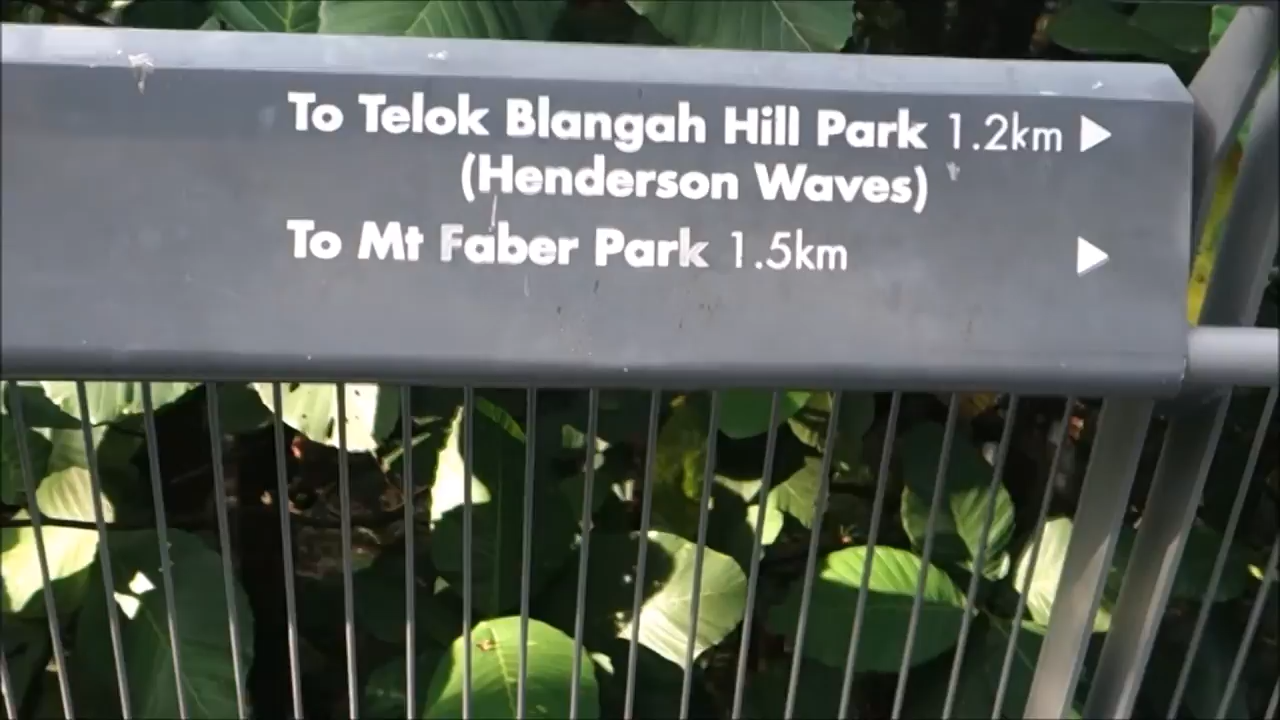 To Telok Blangah Hill Park 1.2km ▶
(Henderson Waves)
To Mt Faber Park 1.5km ▶